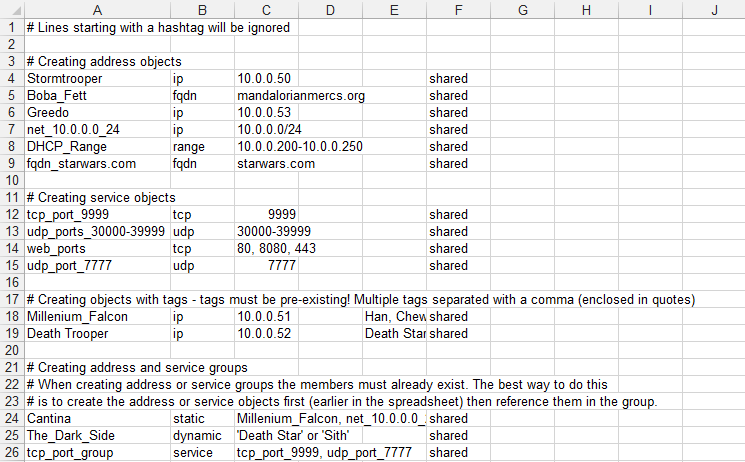 A B C D E F G H I J
1 # Lines starting with a hashtag will be ignored
2
3 # Creating address objects
4 Stormtrooper ip 10.0.0.50 shared
5 Boba_Fett fqdn mandalorianmercs.org shared
6 Greedo ip 10.0.0.53 shared
7 net_10.0.0.0_24 ip 10.0.0.0/24 shared
8 DHCP_Range range 10.0.0.200-10.0.0.250 shared
9 fqdn_starwars.com fqdn starwars.com shared
10
11 # Creating service objects
12 tcp_port_9999 tcp 9999 shared
13 udp_ports_30000-39999 udp 30000-39999 shared
14 web_ports tcp 80, 8080, 443 shared
15 udp_port_7777 udp 7777 shared
16
17 # Creating objects with tags - tags must be pre-existing! Multiple tags separated with a comma (enclosed in quotes)
18 Millenium_Falcon ip 10.0.0.51 Han, Chew shared
19 Death Trooper ip 10.0.0.52 Death Star shared
20
21 # Creating address and service groups
22 # When creating address or service groups the members must already exist. The best way to do this
23 # is to create the address or service objects first (earlier in the spreadsheet) then reference them in the group.
24 Cantina static Millenium_Falcon, net_10.0.0.0_ shared
25 The_Dark_Side dynamic 'Death Star' or 'Sith' shared
26 tcp_port_group service tcp_port_9999, udp_port_7777 shared